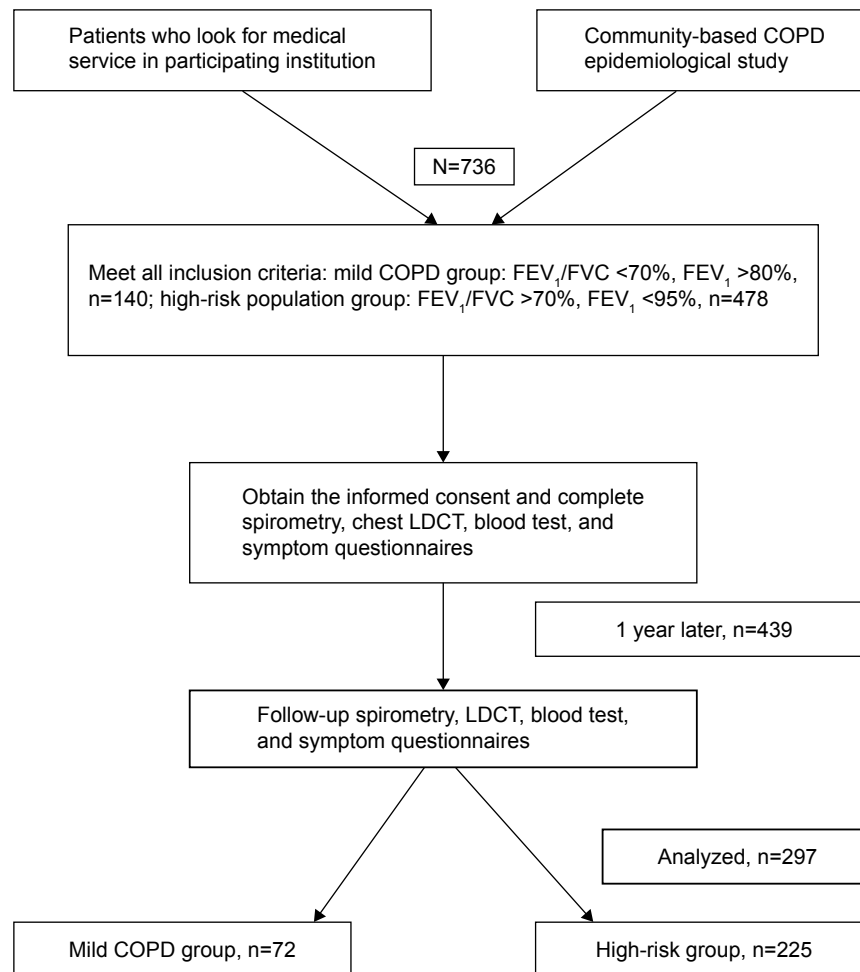 Patients who look for medical
service in participating institution
Community-based COPD
epidemiological study
N=736
Meet all inclusion criteria: mild COPD group: FEV₁/FVC <70%, FEV₁ >80%,
n=140; high-risk population group: FEV₁/FVC >70%, FEV₁ <95%, n=478
Obtain the informed consent and complete
spirometry, chest LDCT, blood test, and
symptom questionnaires
1 year later, n=439
Follow-up spirometry, LDCT, blood test,
and symptom questionnaires
Analyzed, n=297
Mild COPD group, n=72
High-risk group, n=225